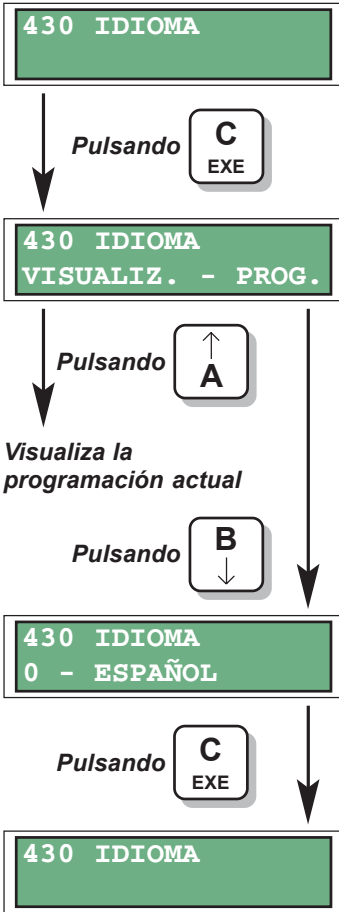 430 IDIOMA
Pulsando
C
EXE
430 IDIOMA
VISUALIZ. - PROG.
Pulsando
↑
A
Visualiza la
programación actual
Pulsando
B
↓
430 IDIOMA
0 - ESPAÑOL
Pulsando
C
EXE
430 IDIOMA